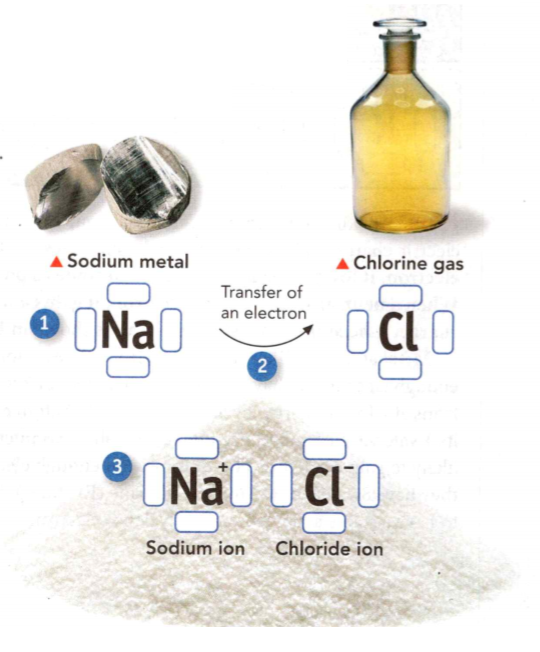 ▲ Sodium metal
▲ Chlorine gas
1
Na
Transfer of
an electron
2
Cl
3
Na⁺
Cl⁻
Sodium ion
Chloride ion